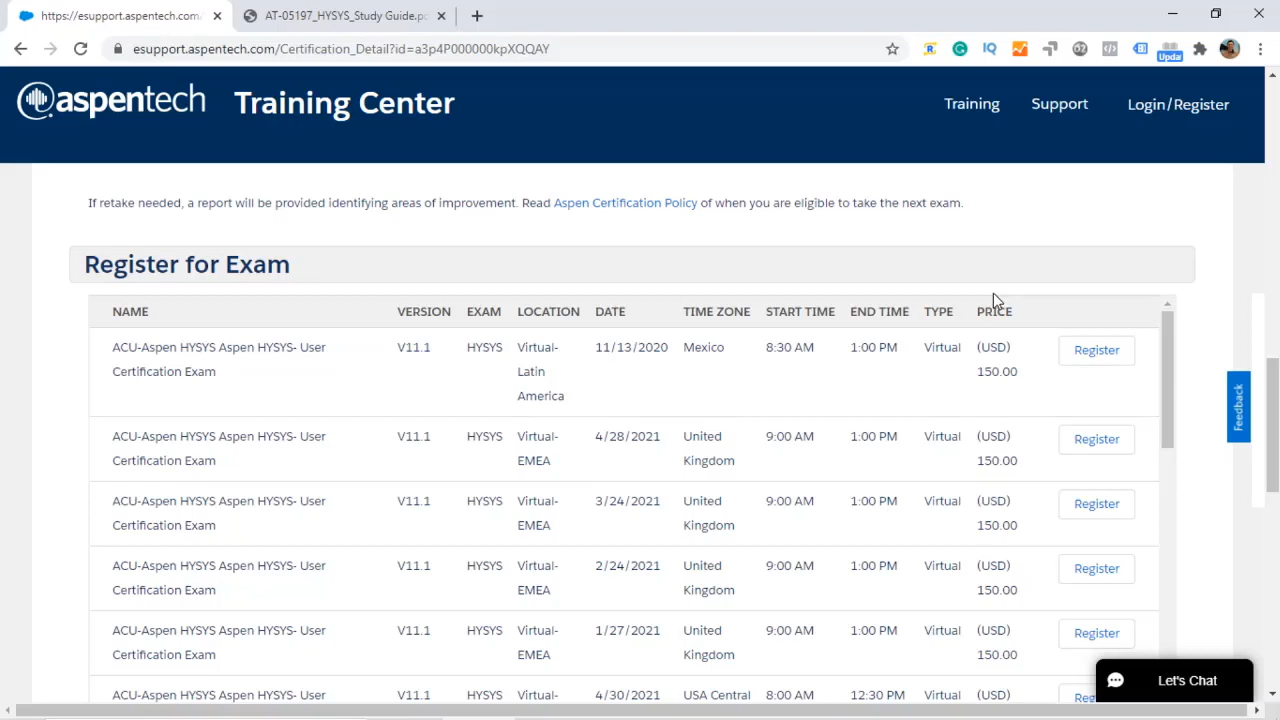 https://esupport.aspentech.com/
AT-05197_HYSYS_Study Guide.pc
esupport.aspentech.com/Certification_Detail?id=a3p4P000000kpXQQAY
Updat
aspentech Training Center
Training Support Login/Register
If retake needed, a report will be provided identifying areas of improvement. Read Aspen Certification Policy of when you are eligible to take the next exam.
Register for Exam
NAME VERSION EXAM LOCATION DATE TIME ZONE START TIME END TIME TYPE PRICE
ACU-Aspen HYSYS Aspen HYSYS- User V11.1 HYSYS Virtual- 11/13/2020 Mexico 8:30 AM 1:00 PM Virtual (USD) Register
Certification Exam Latin 150.00
America
ACU-Aspen HYSYS Aspen HYSYS- User V11.1 HYSYS Virtual- 4/28/2021 United 9:00 AM 1:00 PM Virtual (USD) Register
Certification Exam EMEA Kingdom 150.00
ACU-Aspen HYSYS Aspen HYSYS- User V11.1 HYSYS Virtual- 3/24/2021 United 9:00 AM 1:00 PM Virtual (USD) Register
Certification Exam EMEA Kingdom 150.00
ACU-Aspen HYSYS Aspen HYSYS- User V11.1 HYSYS Virtual- 2/24/2021 United 9:00 AM 1:00 PM Virtual (USD) Register
Certification Exam EMEA Kingdom 150.00
ACU-Aspen HYSYS Aspen HYSYS- User V11.1 HYSYS Virtual- 1/27/2021 United 9:00 AM 1:00 PM Virtual (USD) Register
Certification Exam EMEA Kingdom 150.00
ACU-Aspen HYSYS Aspen HYSYS- User V11.1 HYSYS Virtual- 4/30/2021 USA Central 8:00 AM 12:30 PM Virtual (USD) Reg
Feedback
Let's Chat